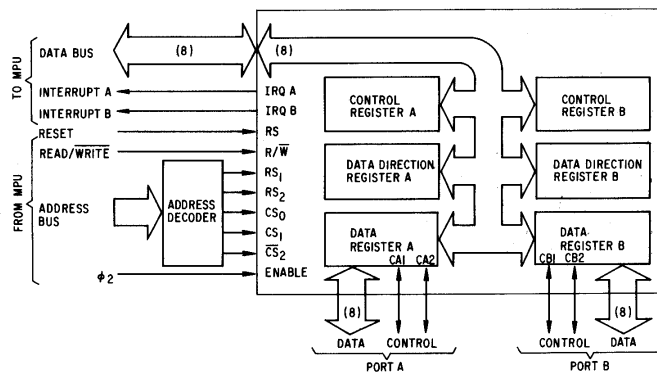 TO MPU
DATA BUS
(8)
(8)
INTERRUPT A
IRQ A
INTERRUPT B
IRQ B
FROM MPU
RESET
RS
READ/WRITE
R/W
ADDRESS BUS
ADDRESS DECODER
RS1
RS2
CS0
CS1
CS2
ϕ2
ENABLE
CONTROL
REGISTER A
CONTROL
REGISTER B
DATA DIRECTION
REGISTER A
DATA DIRECTION
REGISTER B
DATA
REGISTER A
CA1 CA2
DATA
REGISTER B
CB1 CB2
(8)
(8)
DATA CONTROL
CONTROL DATA
PORT A
PORT B